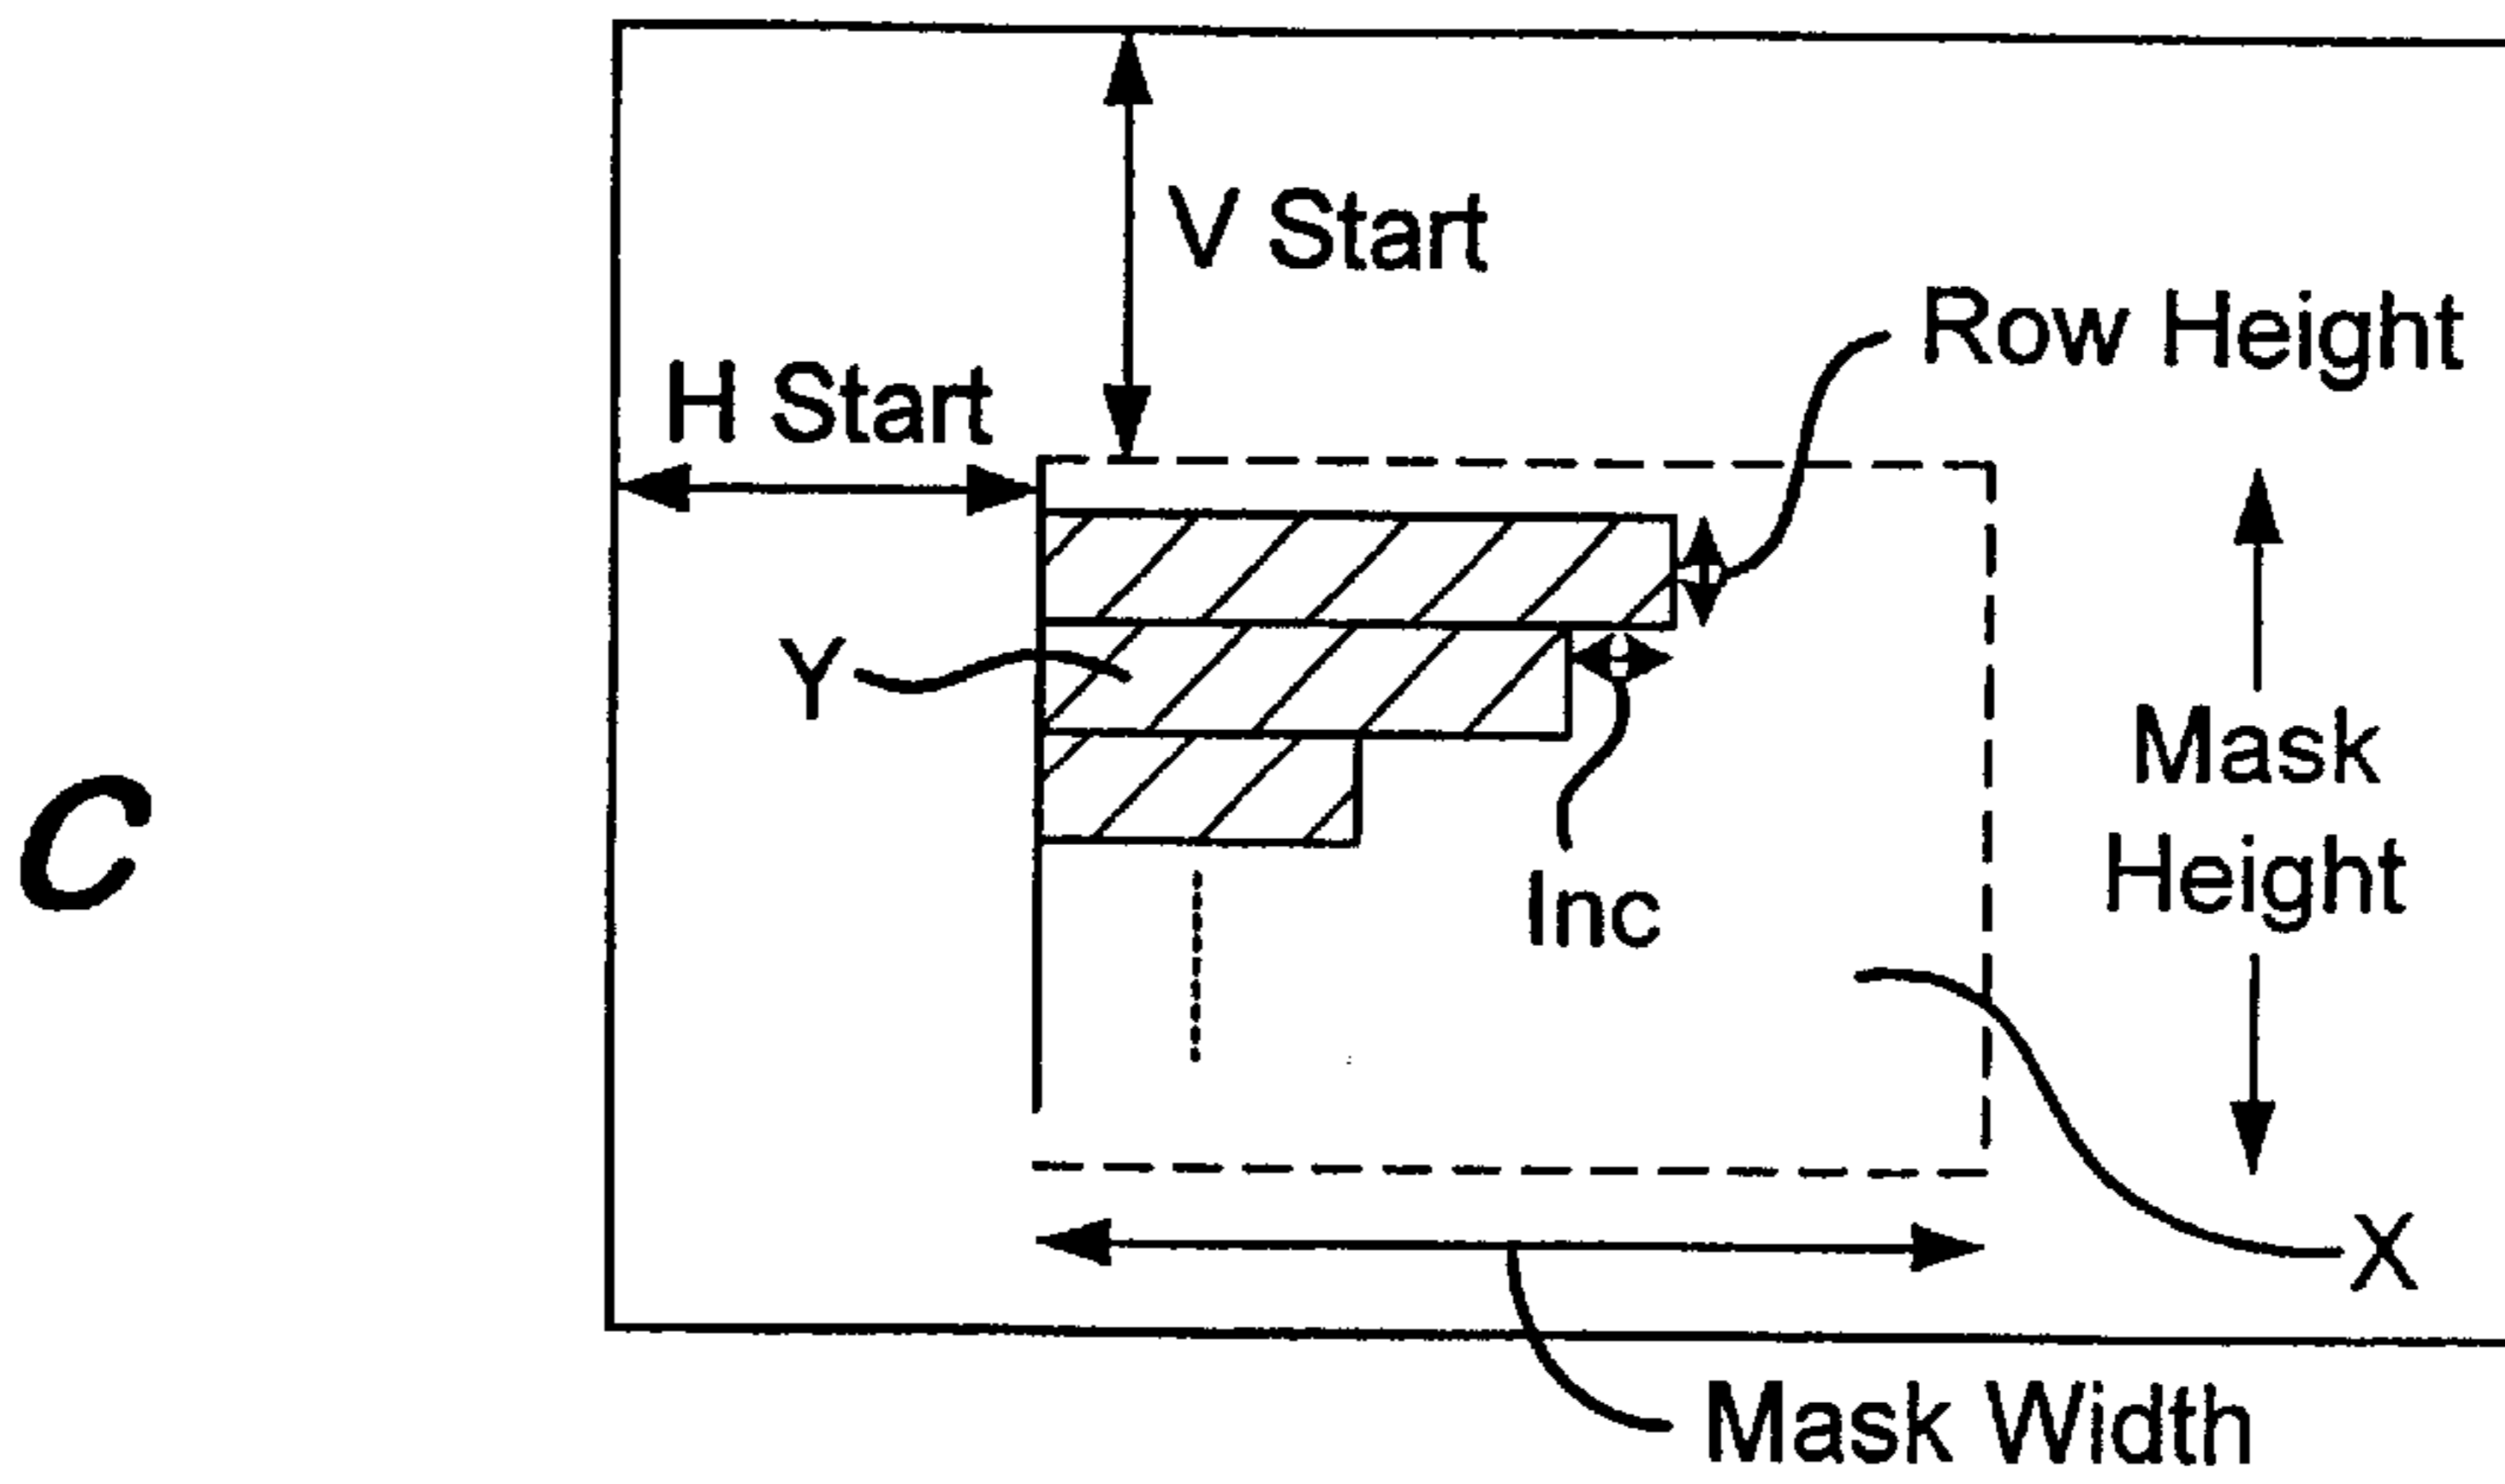 V Start
Row Height
H Start
Y
C
Mask
Height
Inc
X
Mask Width